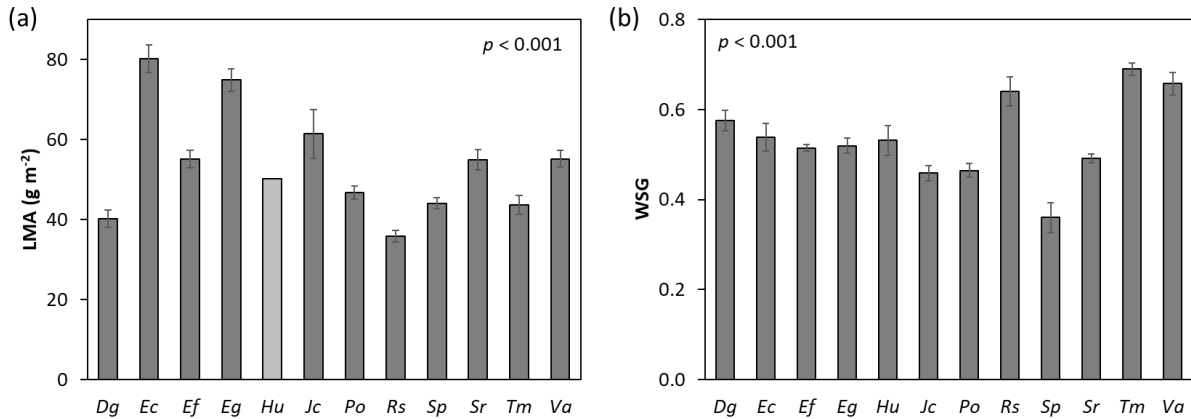 (a)
p < 0.001
LMA (g m⁻²)
80
60
40
20
0
Dg Ec Ef Eg Hu Jc Po Rs Sp Sr Tm Va
(b)
p < 0.001
WSG
0.8
0.6
0.4
0.2
0.0
Dg Ec Ef Eg Hu Jc Po Rs Sp Sr Tm Va